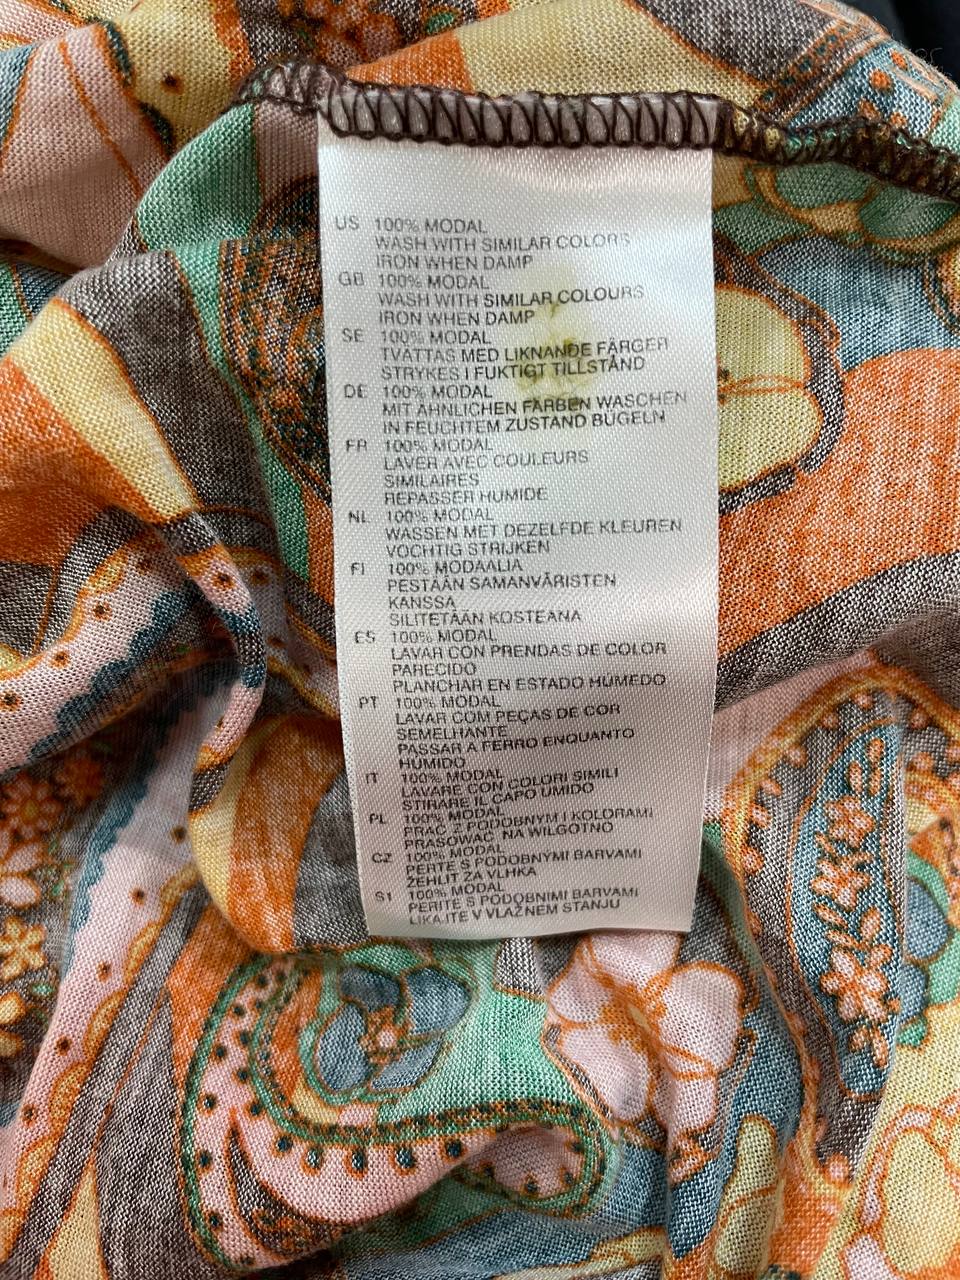 US 100% MODAL
WASH WITH SIMILAR COLORS
IRON WHEN DAMP
GB 100% MODAL
WASH WITH SIMILAR COLOURS
IRON WHEN DAMP
SE 100% MODAL
TVÄTTAS MED LIKNANDE FÄRGER
STRYKES I FUKTIGT TILLSTÅND
DE 100% MODAL
MIT ÄHNLICHEN FARBEN WASCHEN
IN FEUCHTEM ZUSTAND BÜGELN
FR 100% MODAL
LAVER AVEC COULEURS
SIMILAIRES
REPASSER HUMIDE
NL 100% MODAL
WASSEN MET DEZELFDE KLEUREN
VOCHTIG STRIJKEN
FI 100% MODAALIA
PESTÄÄN SAMANVÄRISTEN
KANSSA
SILITETÄÄN KOSTEANA
ES 100% MODAL
LAVAR CON PRENDAS DE COLOR
PARECIDO
PLANCHAR EN ESTADO HÚMEDO
PT 100% MODAL
LAVAR COM PEÇAS DE COR
SEMELHANTE
PASSAR A FERRO ENQUANTO
HÚMIDO
IT 100% MODAL
LAVARE CON COLORI SIMILI
STIRARE IL CAPO UMIDO
PL 100% MODAL
PRAĆ Z PODOBNYMI KOLORAMI
PRASOWAĆ NA WILGOTNO
CZ 100% MODAL
PERTE S PODOBNÝMI BARVAMI
ŽEHLIT ZA VLHKA
SI 100% MODAL
PERITE S PODOBNIMI BARVAMI
LIKAJTE V VLAŽNEM STANJU